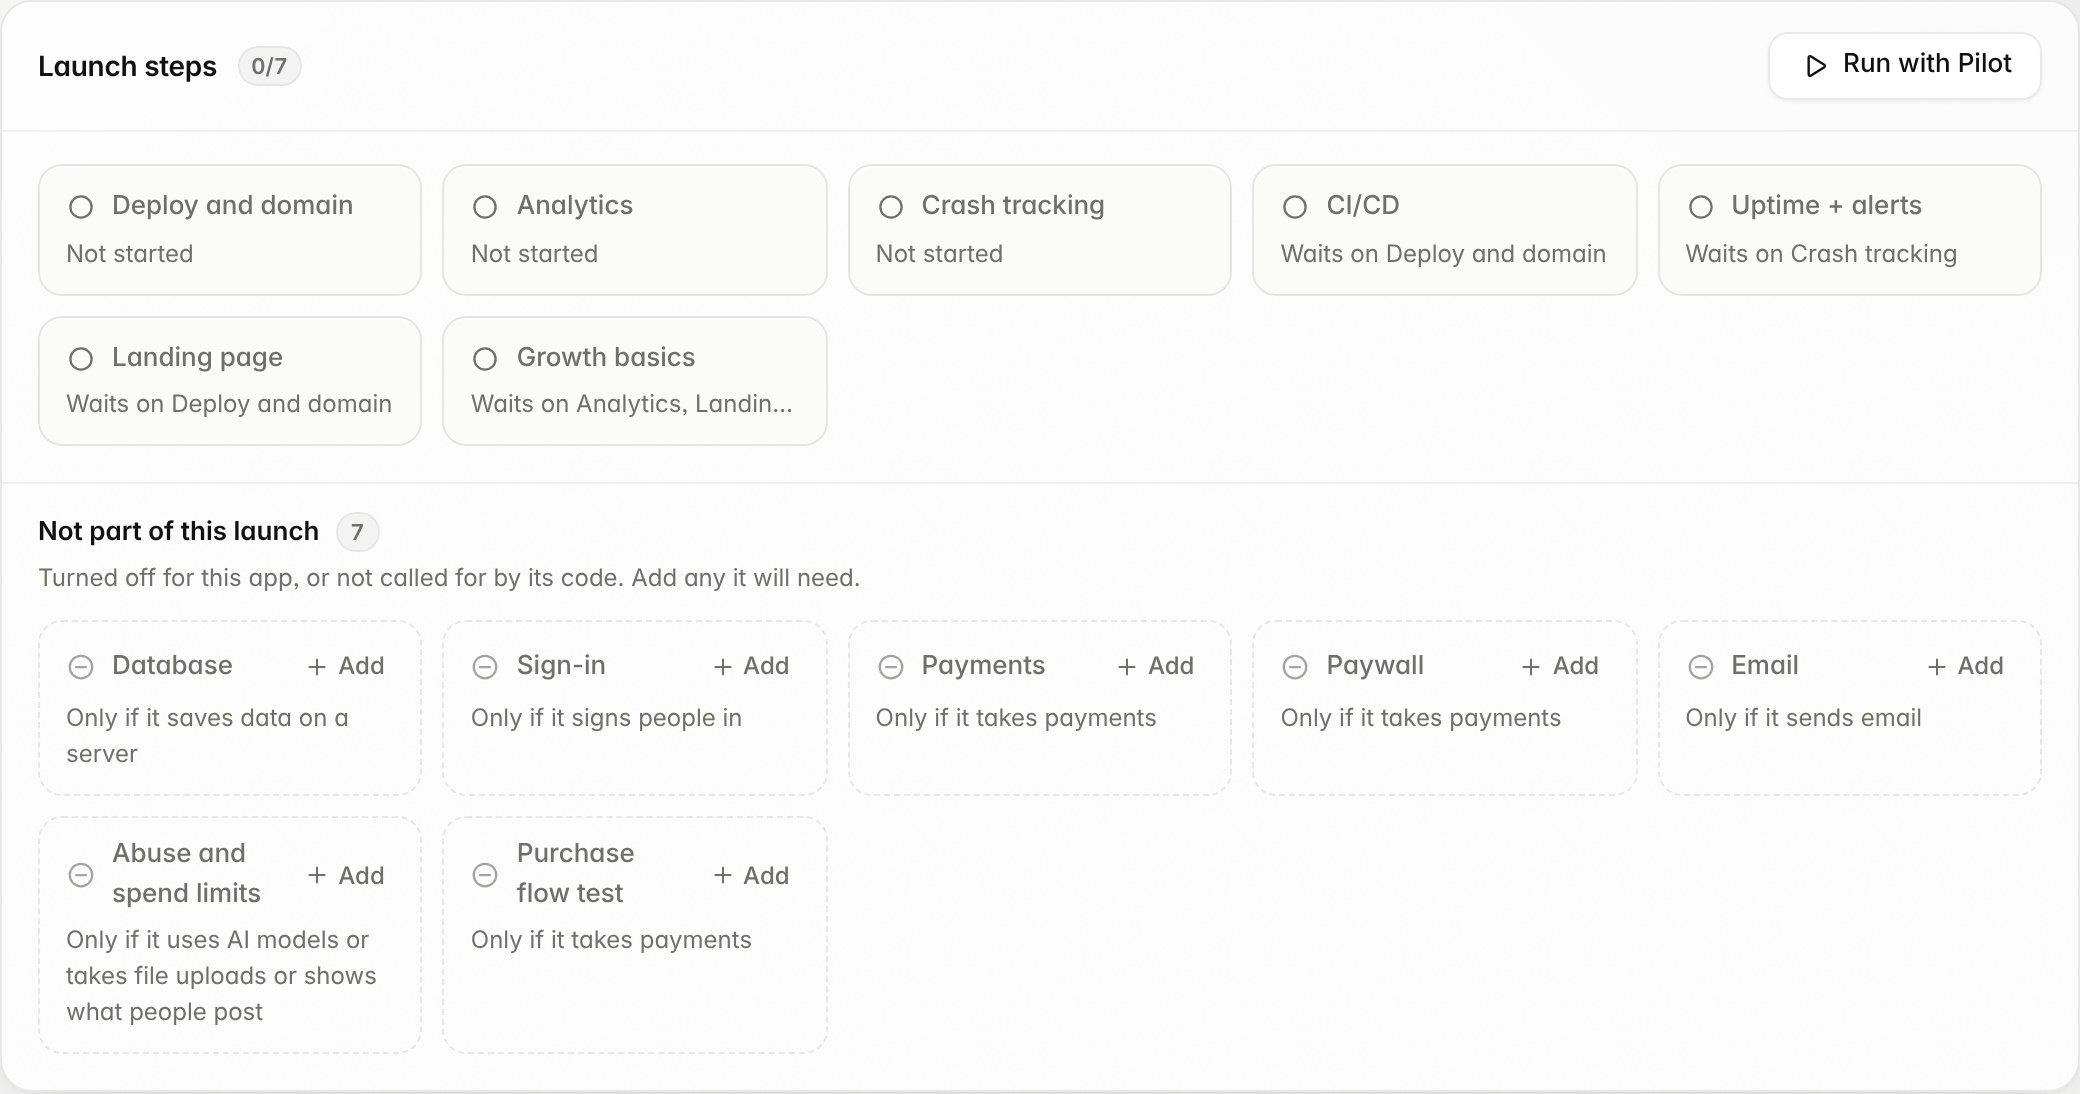 Launch steps 0/7
Run with Pilot
Deploy and domain
Not started
Analytics
Not started
Crash tracking
Not started
CI/CD
Waits on Deploy and domain
Uptime + alerts
Waits on Crash tracking
Landing page
Waits on Deploy and domain
Growth basics
Waits on Analytics, Landin...
Not part of this launch 7
Turned off for this app, or not called for by its code. Add any it will need.
Database + Add
Only if it saves data on a
server
Sign-in + Add
Only if it signs people in
Payments + Add
Only if it takes payments
Paywall + Add
Only if it takes payments
Email + Add
Only if it sends email
Abuse and
spend limits
+ Add
Only if it uses AI models or
takes file uploads or shows
what people post
Purchase
flow test
+ Add
Only if it takes payments